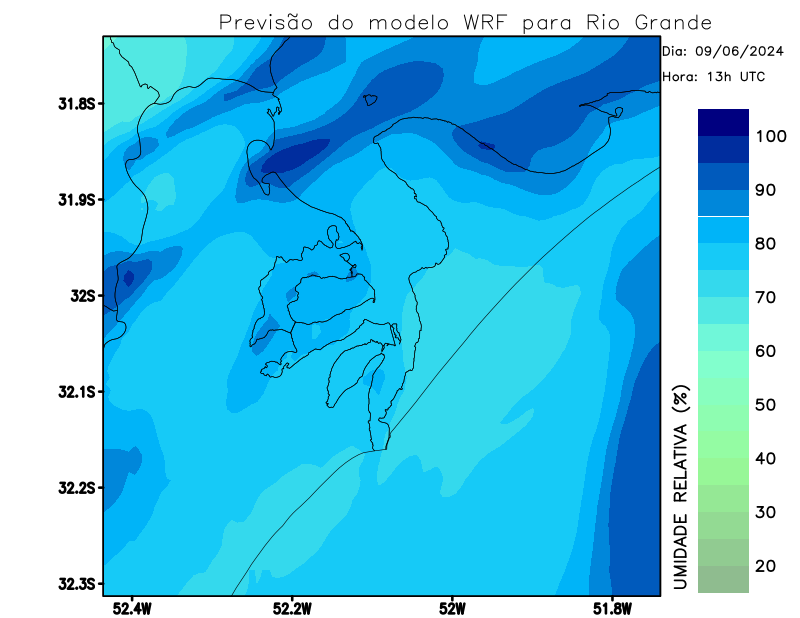 Previsão do modelo WRF para Rio Grande
Dia: 09/06/2024
Hora: 13h UTC
31.8S
31.9S
32S
32.1S
32.2S
32.3S
52.4W
52.2W
52W
51.8W
100
90
80
70
60
50
40
30
20
UMIDADE RELATIVA (%)